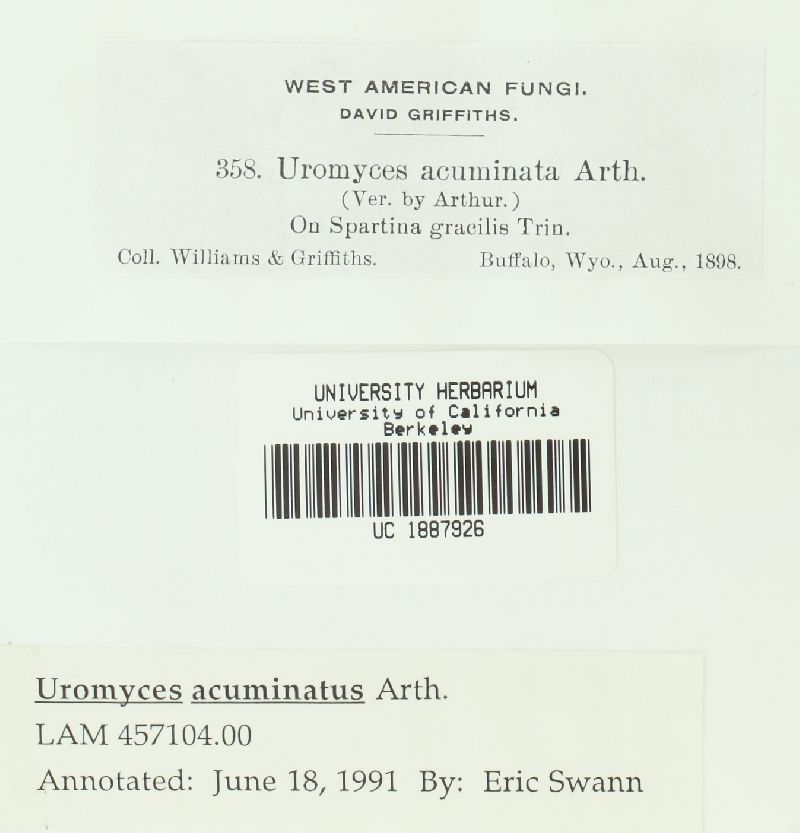 WEST AMERICAN FUNGI.
DAVID GRIFFITHS.
358. Uromyces acuminata Arth.
(Ver. by Arthur.)
On Spartina gracilis Trin.
Coll. Williams & Griffiths. Buffalo, Wyo., Aug., 1898.
UNIVERSITY HERBARIUM
University of California
Berkeley
UC 1887926
Uromyces acuminatus Arth.
LAM 457104.00
Annotated: June 18, 1991 By: Eric Swann